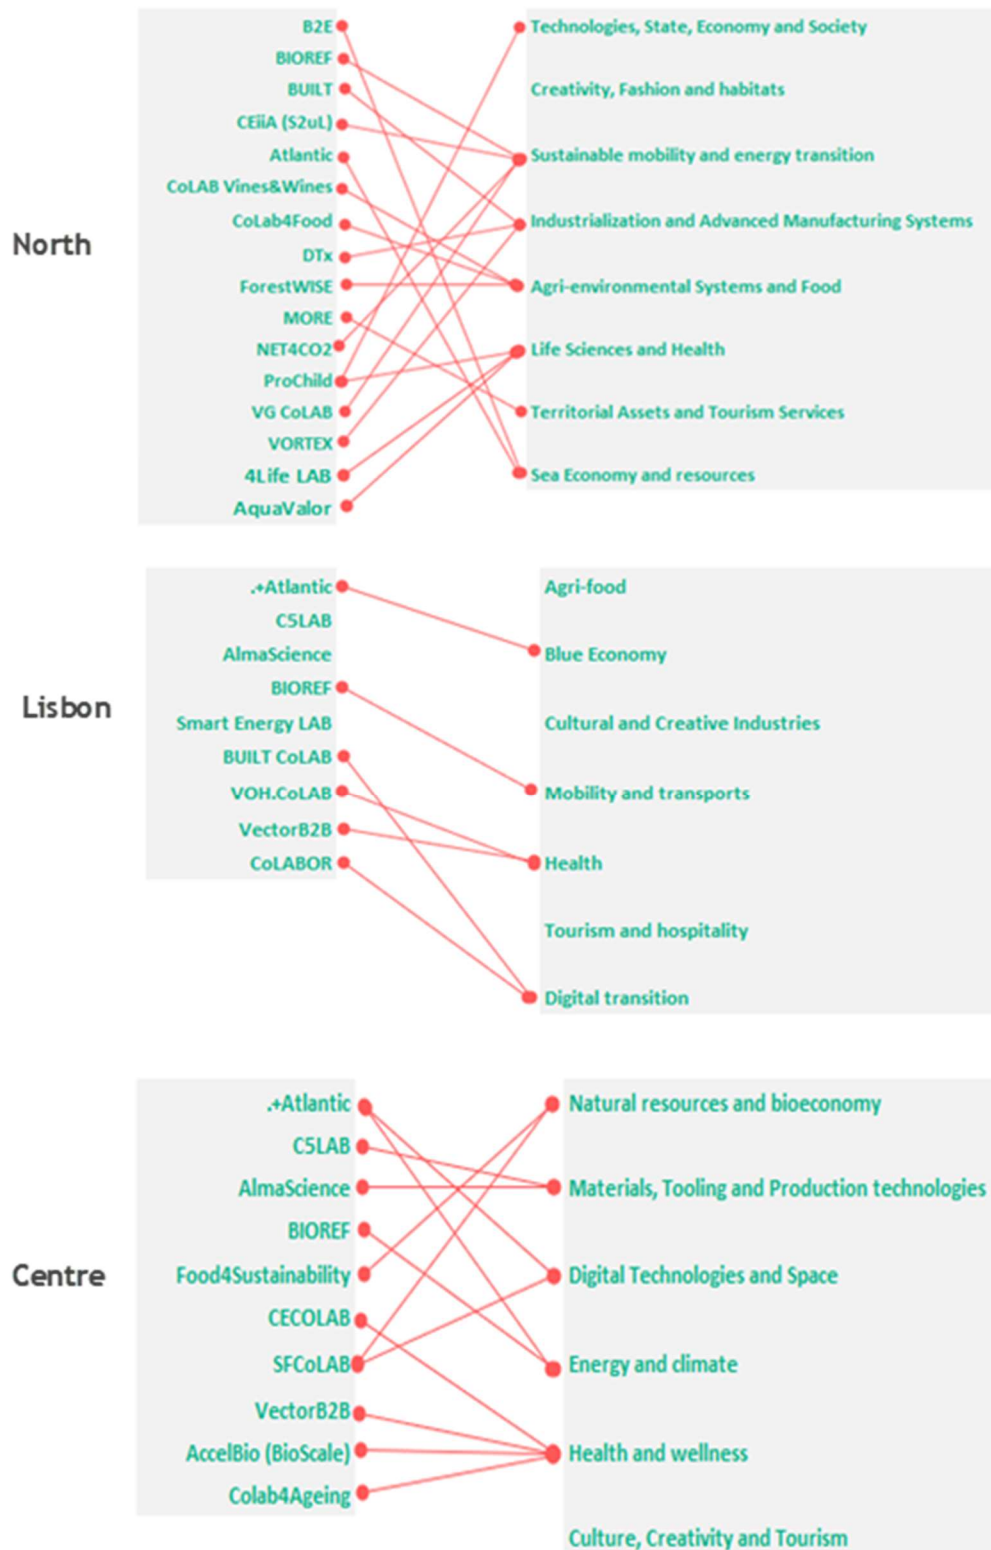 North
B2E
BIOREF
BUILT
CEiiA (S2uL)
Atlantic
CoLAB Vines&Wines
CoLab4Food
DTx
ForestWISE
MORE
NET4CO2
ProChild
VG CoLAB
VORTEX
4Life LAB
AquaValor
Technologies, State, Economy and Society
Creativity, Fashion and habitats
Sustainable mobility and energy transition
Industrialization and Advanced Manufacturing Systems
Agri-environmental Systems and Food
Life Sciences and Health
Territorial Assets and Tourism Services
Sea Economy and resources
Lisbon
.+Atlantic
C5LAB
AlmaScience
BIOREF
Smart Energy LAB
BUILT CoLAB
VOH.CoLAB
VectorB2B
CoLABOR
Agri-food
Blue Economy
Cultural and Creative Industries
Mobility and transports
Health
Tourism and hospitality
Digital transition
Centre
.+Atlantic
C5LAB
AlmaScience
BIOREF
Food4Sustainability
CECOLAB
SFCoLAB
VectorB2B
AccelBio (BioScale)
Colab4Ageing
Natural resources and bioeconomy
Materials, Tooling and Production technologies
Digital Technologies and Space
Energy and climate
Health and wellness
Culture, Creativity and Tourism